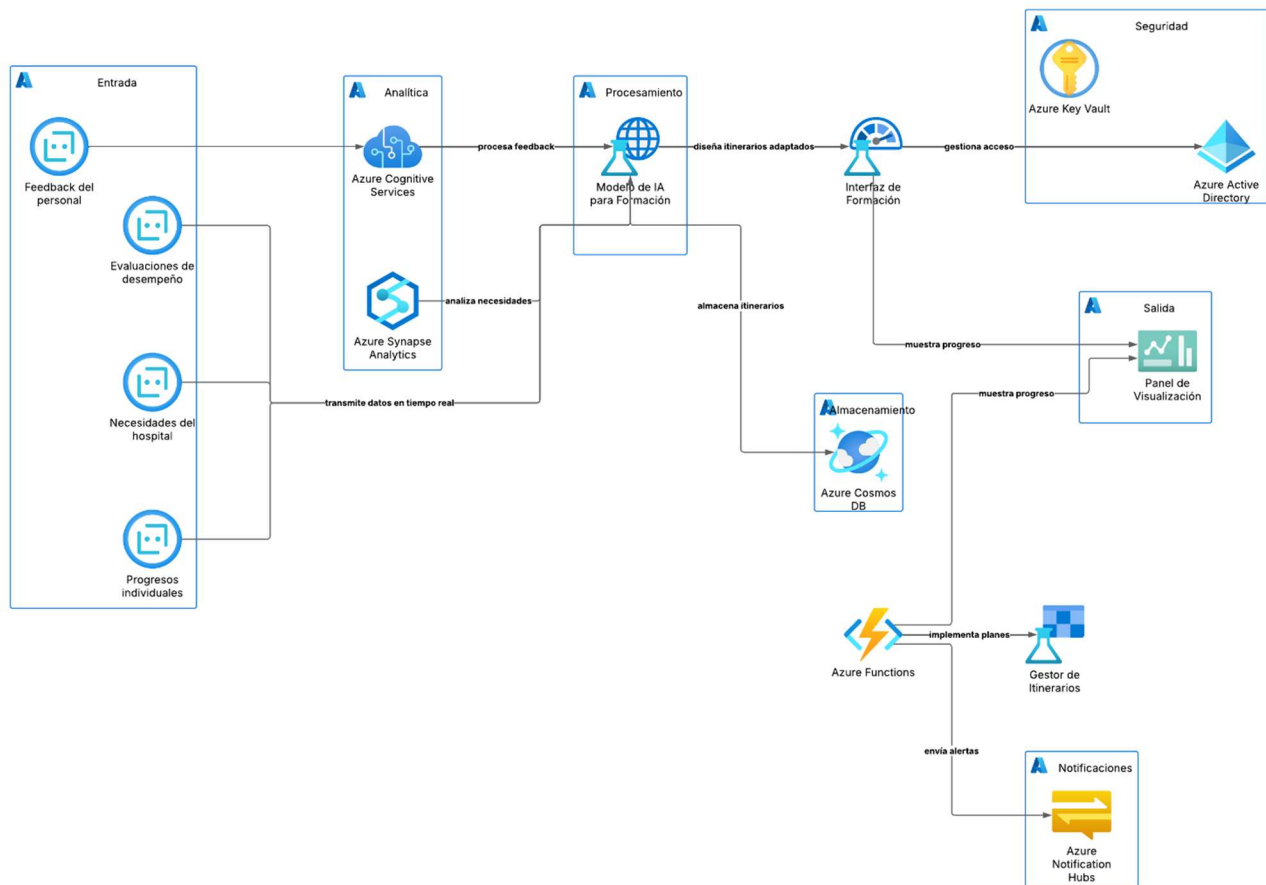 Entrada
Feedback del
personal
Evaluaciones de
desempeño
Necesidades del
hospital
Progresos
individuales
transmite datos en tiempo real
Analítica
Azure Cognitive
Services
Azure Synapse
Analytics
procesa feedback
analiza necesidades
Procesamiento
Modelo de IA
para Formación
diseña itinerarios adaptados
almacena itinerarios
Interfaz de
Formación
gestiona acceso
muestra progreso
Seguridad
Azure Key Vault
Azure Active
Directory
Salida
Panel de
Visualización
muestra progreso
Almacenamiento
Azure Cosmos
DB
Azure Functions
implementa planes
Gestor de
Itinerarios
envía alertas
Notificaciones
Azure
Notification
Hubs